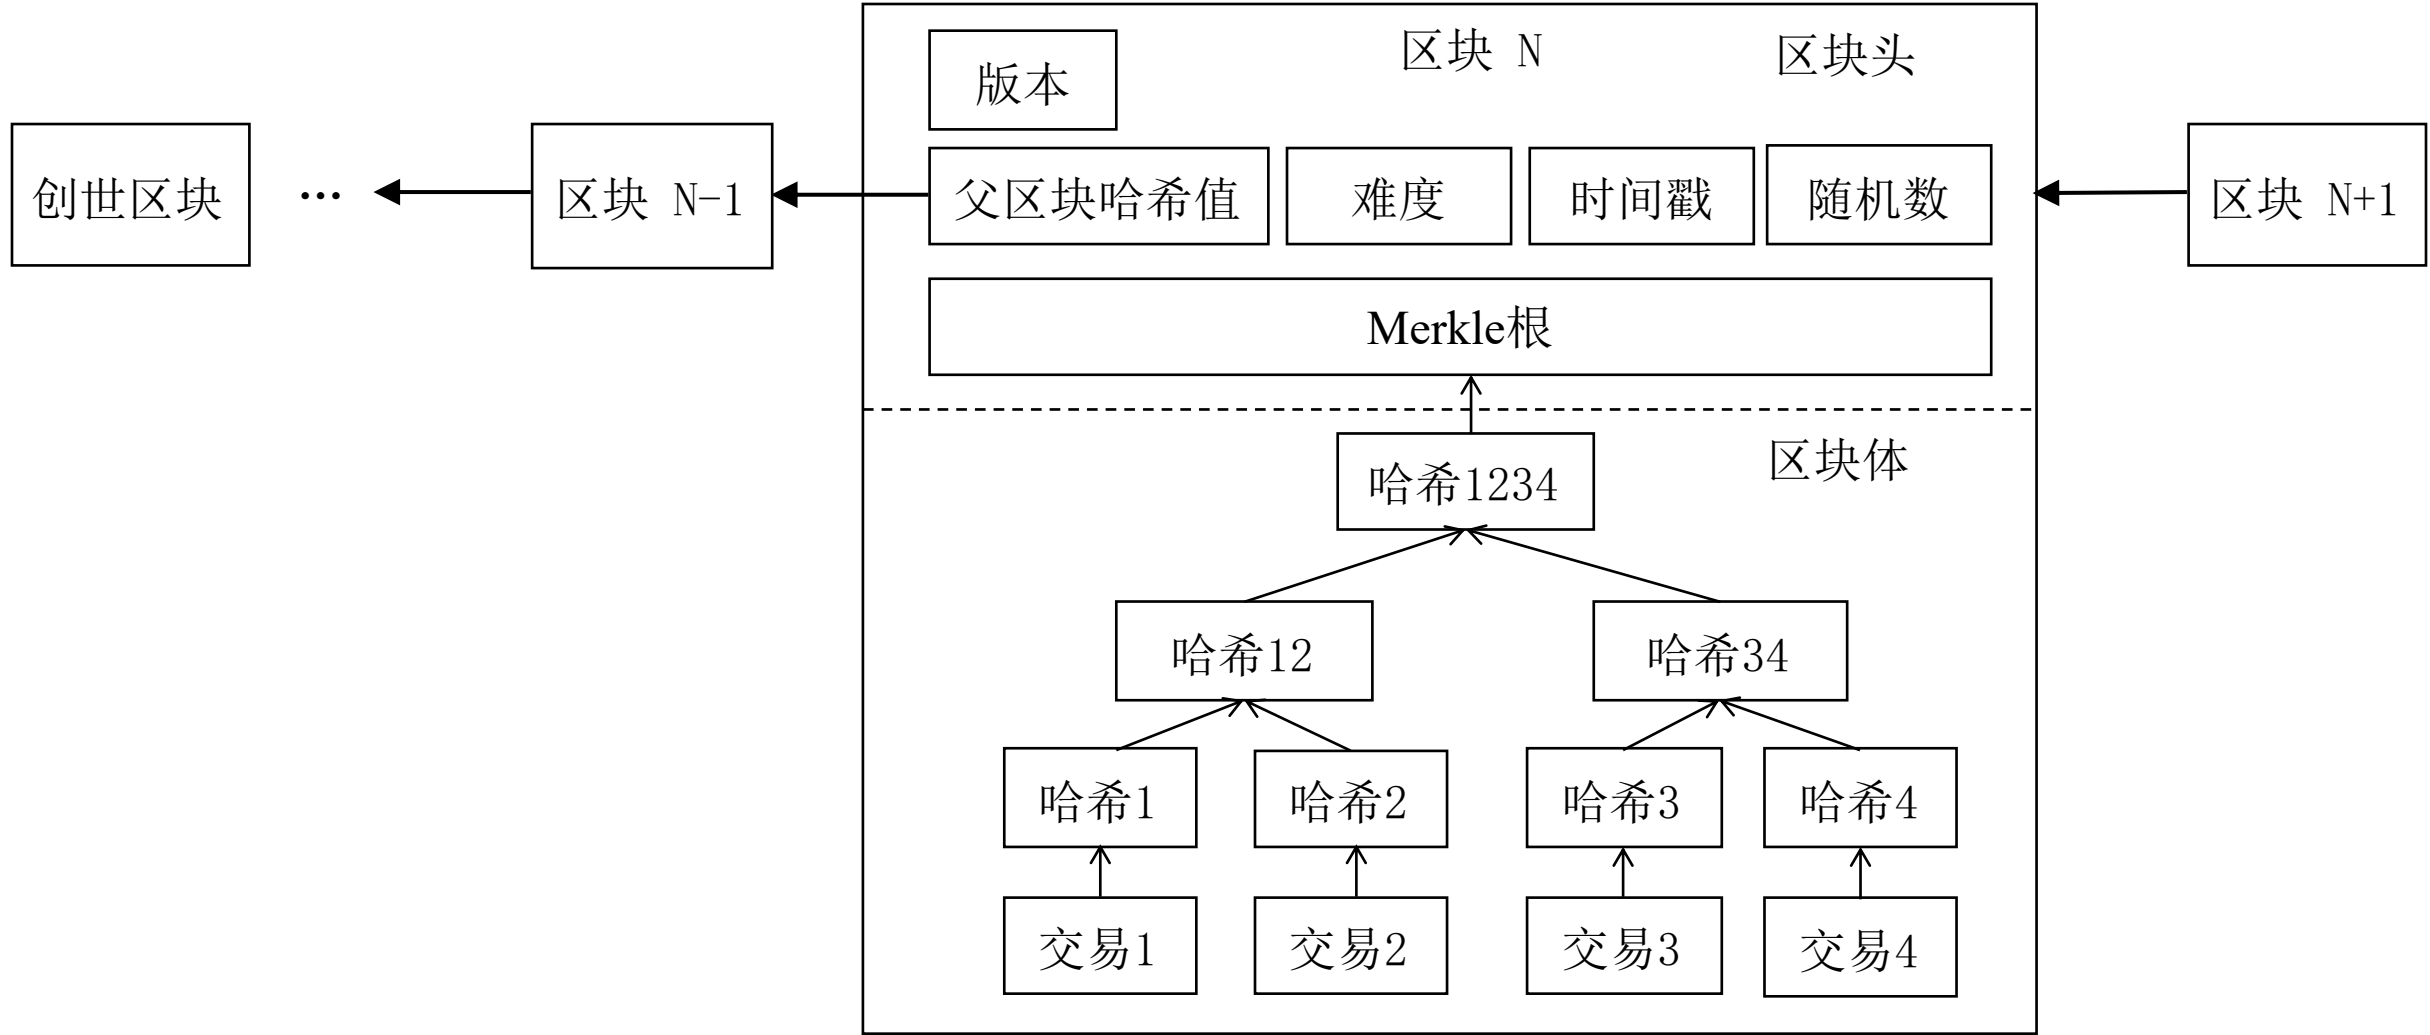 区块 N
区块头
版本
创世区块
...
区块 N-1
父区块哈希值
难度
时间戳
随机数
区块 N+1
Merkle根
区块体
哈希1234
哈希12
哈希34
哈希1
哈希2
哈希3
哈希4
交易1
交易2
交易3
交易4